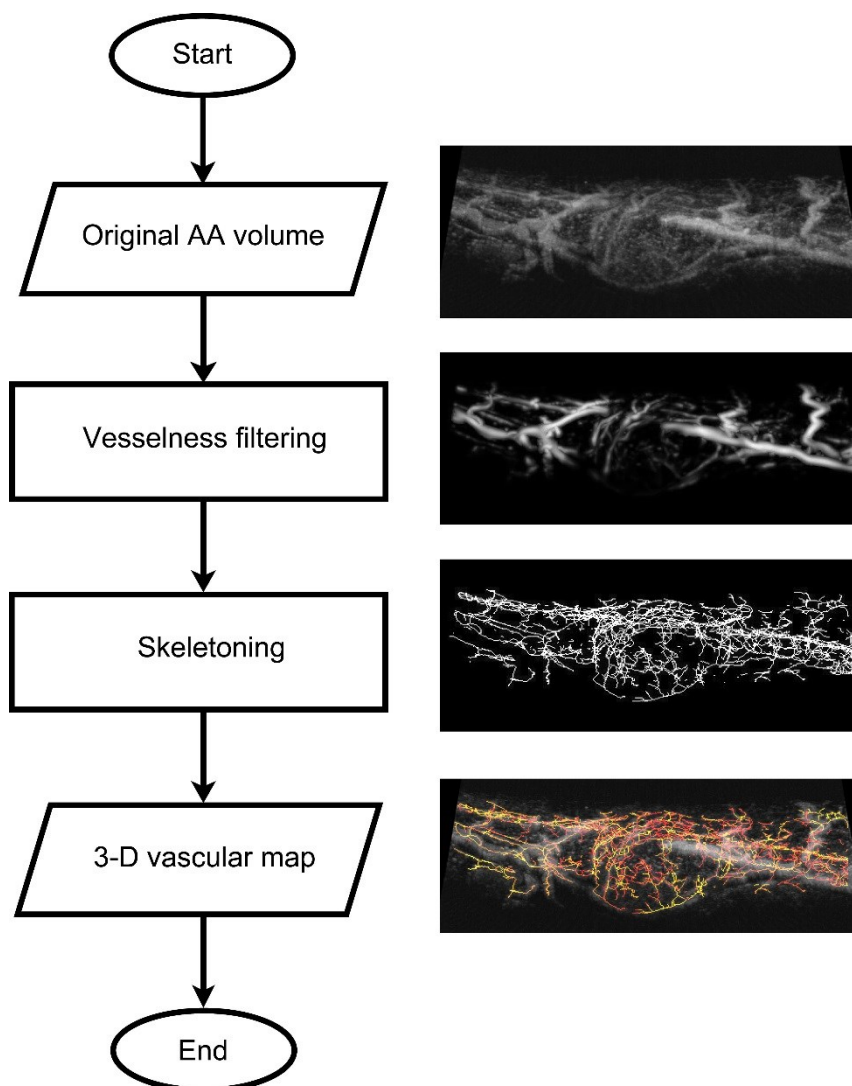 Start
Original AA volume
Vesselness filtering
Skeletoning
3-D vascular map
End